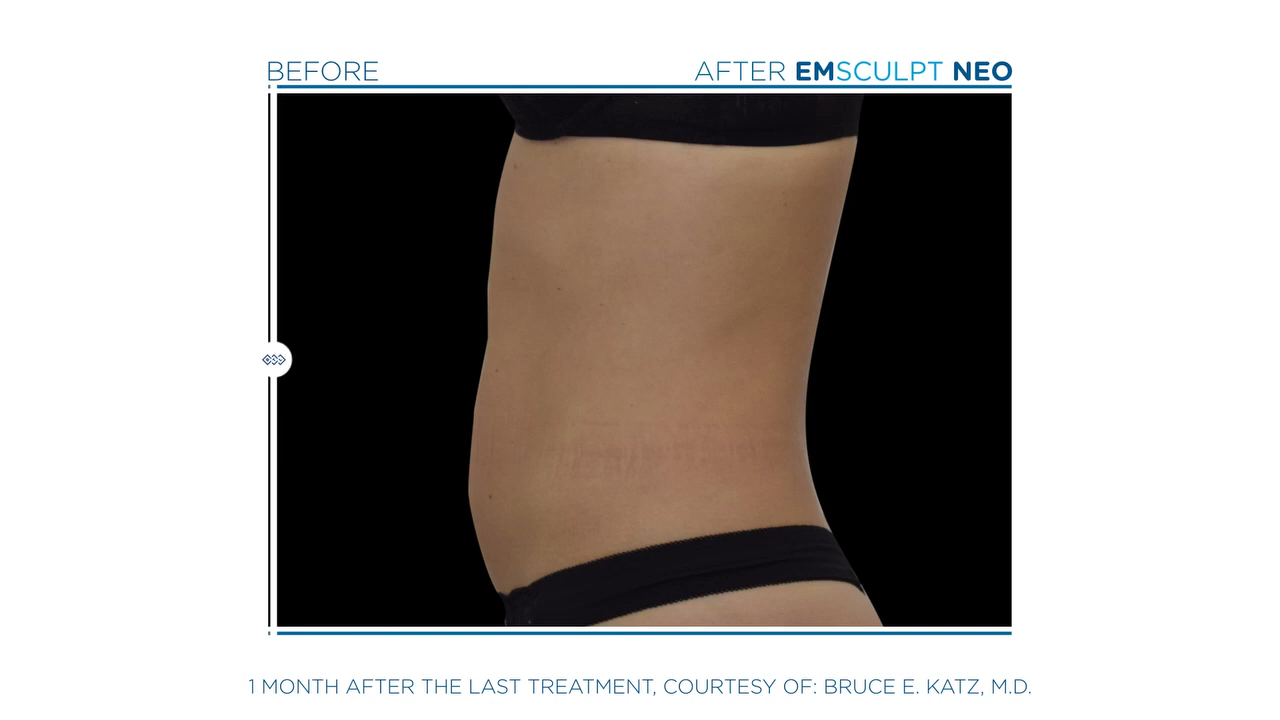 BEFORE
AFTER EMSCULPT NEO
1 MONTH AFTER THE LAST TREATMENT, COURTESY OF: BRUCE E. KATZ, M.D.